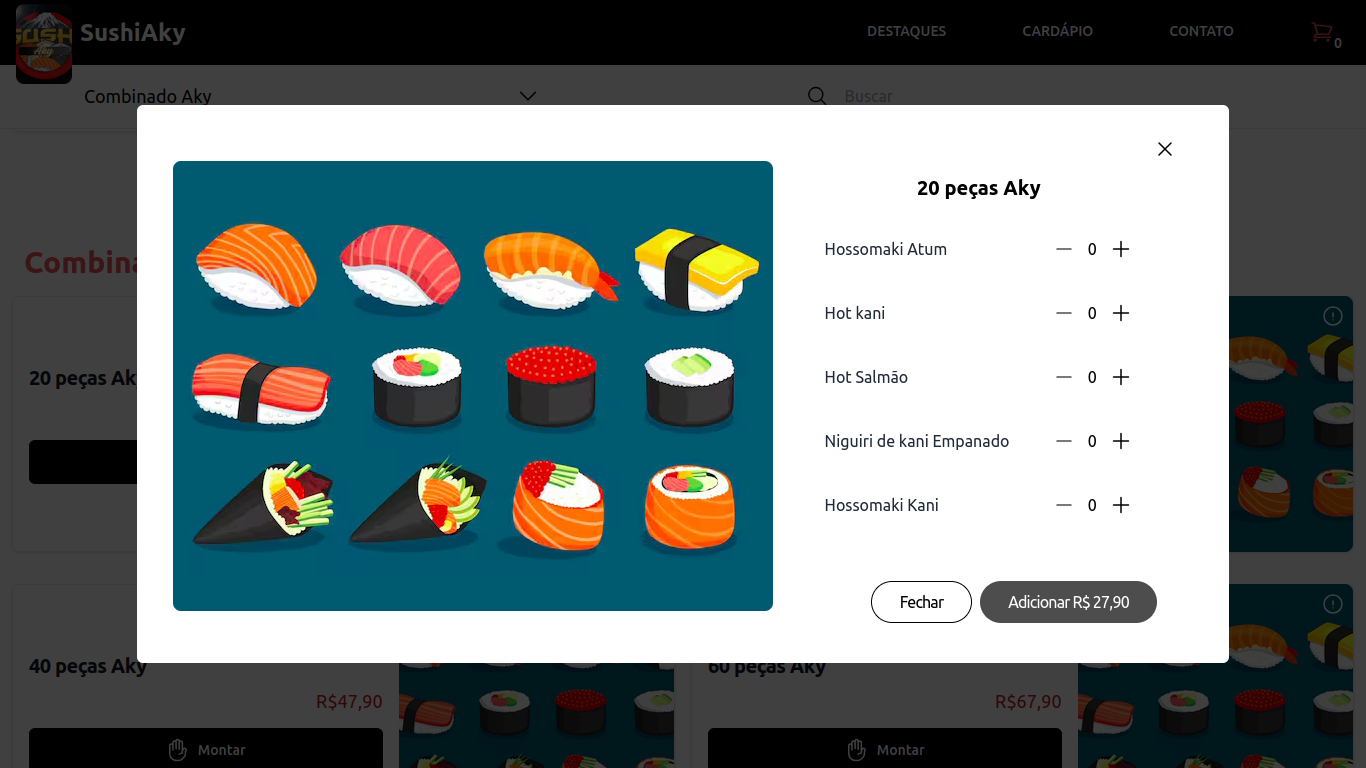 SUSH
Aky
SushiAky
DESTAQUES
CARDÁPIO
CONTATO
0
Combinado Aky
Buscar
20 peças Aky
Hossomaki Atum
0
Hot kani
0
Hot Salmão
0
Niguiri de kani Empanado
0
Hossomaki Kani
0
Fechar
Adicionar R$ 27,90
Combina
20 peças Ak
40 peças Aky
R$47,90
Montar
60 peças Aky
R$67,90
Montar